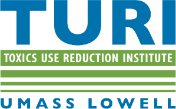 TURI
TOXICS USE REDUCTION INSTITUTE
UMASS LOWELL